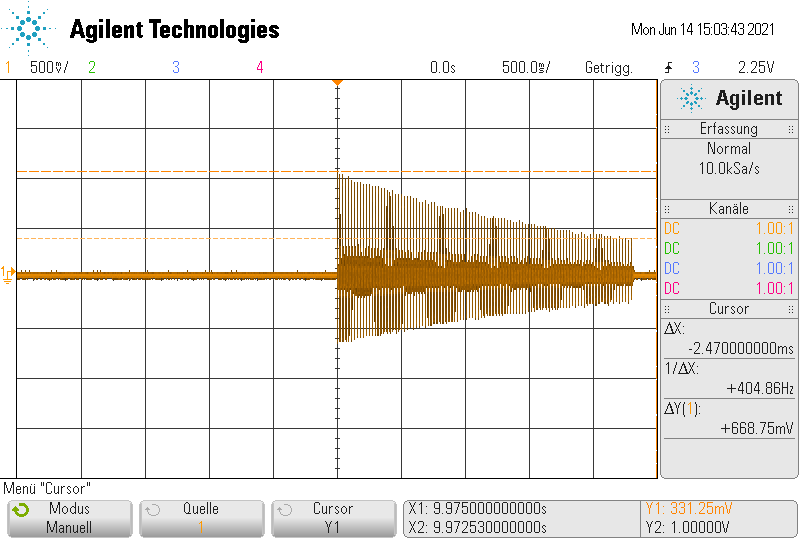 Agilent Technologies
Mon Jun 14 15:03:43 2021
1 500mV/ 2 3 4 0.0s 500.0ms/ Getrigg. 3 2.25V
Agilent
Erfassung
Normal
10.0kSa/s
Kanäle
DC 1.00:1
DC 1.00:1
DC 1.00:1
DC 1.00:1
Cursor
ΔX:
-2.470000000ms
1/ΔX:
+404.86Hz
ΔY(1):
+668.75mV
1
Menü "Cursor"
Modus
Manuell
Quelle
1
Cursor
Y1
X1: 9.975000000000s
X2: 9.972530000000s
Y1: 331.25mV
Y2: 1.00000V